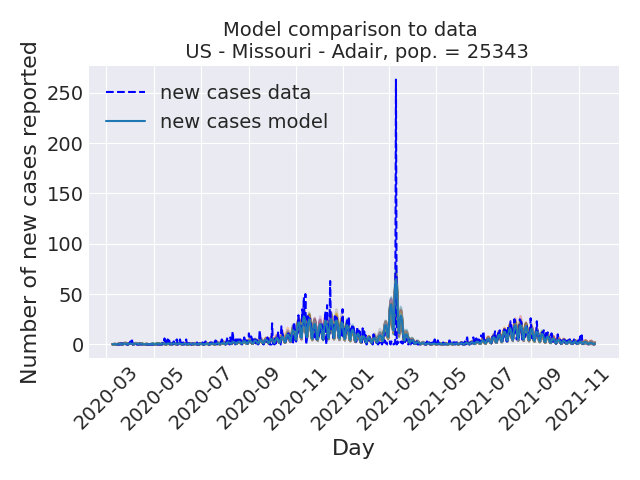 Model comparison to data
US - Missouri - Adair, pop. = 25343
Number of new cases reported
250
200
150
100
50
0
new cases data
new cases model
2020-03
2020-05
2020-07
2020-09
2020-11
2021-01
2021-03
2021-05
2021-07
2021-09
2021-11
Day